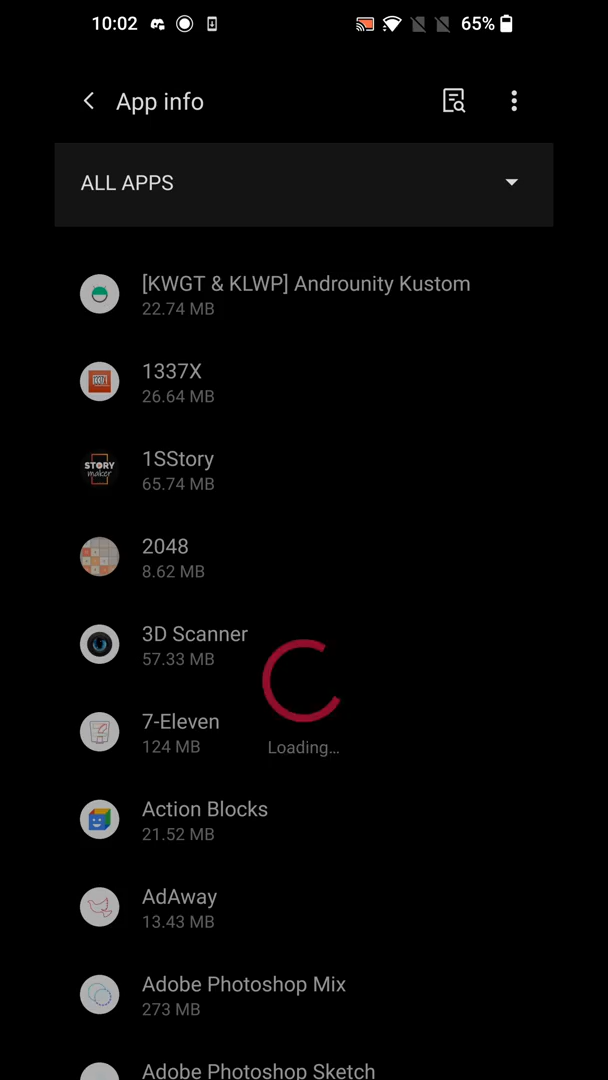 10:02
65%
App info
ALL APPS
[KWGT & KLWP] Androunity Kustom
22.74 MB
1337X
26.64 MB
STORY
maker
1SStory
65.74 MB
2048
8.62 MB
3D Scanner
57.33 MB
7-Eleven
124 MB
Loading…
Action Blocks
21.52 MB
AdAway
13.43 MB
Adobe Photoshop Mix
273 MB
Adobe Photoshop Sketch